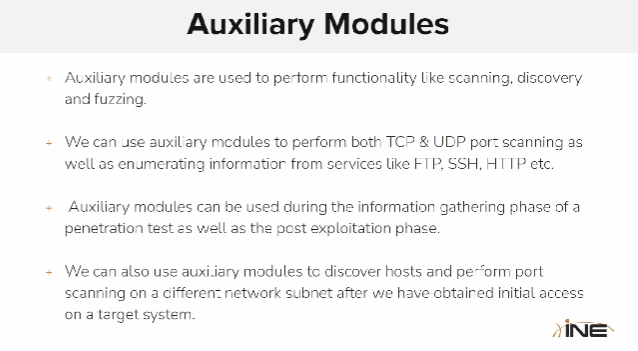 Auxiliary Modules
+ Auxiliary modules are used to perform functionality like scanning, discovery
and fuzzing.
+ We can use auxiliary modules to perform both TCP & UDP port scanning as
well as enumerating information from services like FTP, SSH, HTTP etc.
+ Auxiliary modules can be used during the information gathering phase of a
penetration test as well as the post exploitation phase.
+ We can also use auxiliary modules to discover hosts and perform port
scanning on a different network subnet after we have obtained initial access
on a target system.
INE